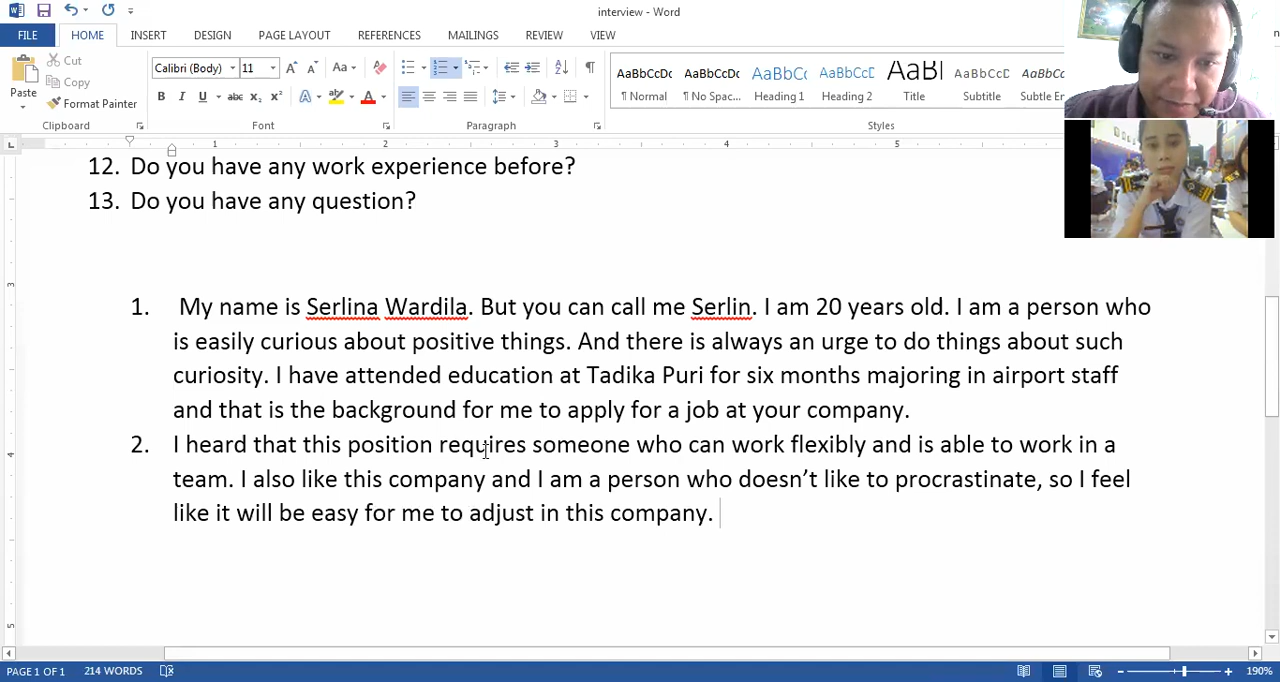 interview - Word
FILE HOME INSERT DESIGN PAGE LAYOUT REFERENCES MAILINGS REVIEW VIEW
Cut
Copy
Format Painter
Paste
Calibri (Body) 11
Clipboard Font Paragraph Styles
AaBbCcDc AaBbCcDc AaBbCc AaBbCcC AaBl AaBbCcD AaBbCcD
¶ Normal ¶ No Spac... Heading 1 Heading 2 Title Subtitle Subtle Em
12. Do you have any work experience before?
13. Do you have any question?
1. My name is Serlina Wardila. But you can call me Serlin. I am 20 years old. I am a person who
is easily curious about positive things. And there is always an urge to do things about such
curiosity. I have attended education at Tadika Puri for six months majoring in airport staff
and that is the background for me to apply for a job at your company.
2. I heard that this position requires someone who can work flexibly and is able to work in a
team. I also like this company and I am a person who doesn’t like to procrastinate, so I feel
like it will be easy for me to adjust in this company.
PAGE 1 OF 1 214 WORDS 190%